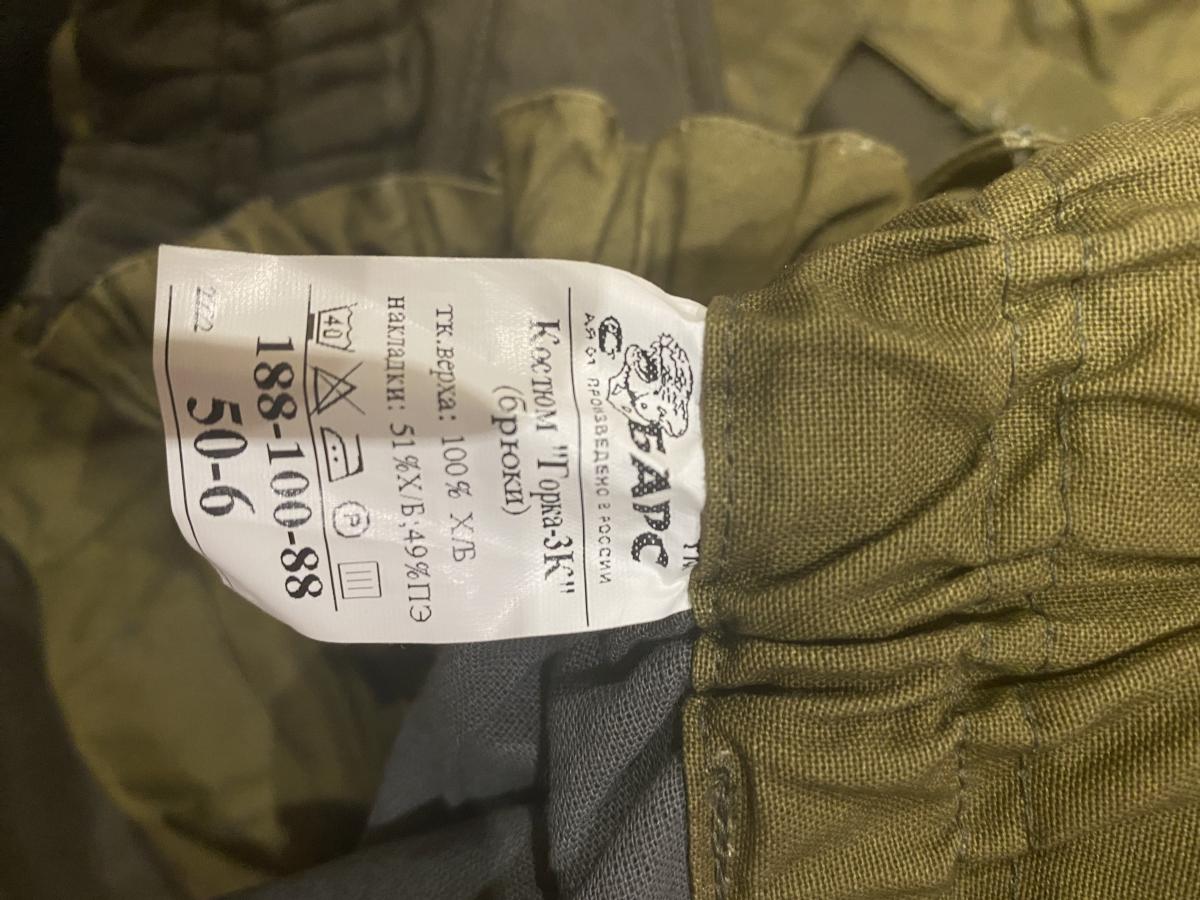 БАРС
ПРОИЗВЕДЕНО В РОССИИ
Костюм "Горка-3К"
(брюки)
тк.верха: 100% Х/Б
накладки: 51%Х/Б;49%ПЭ
40 P
188-100-88
50-6